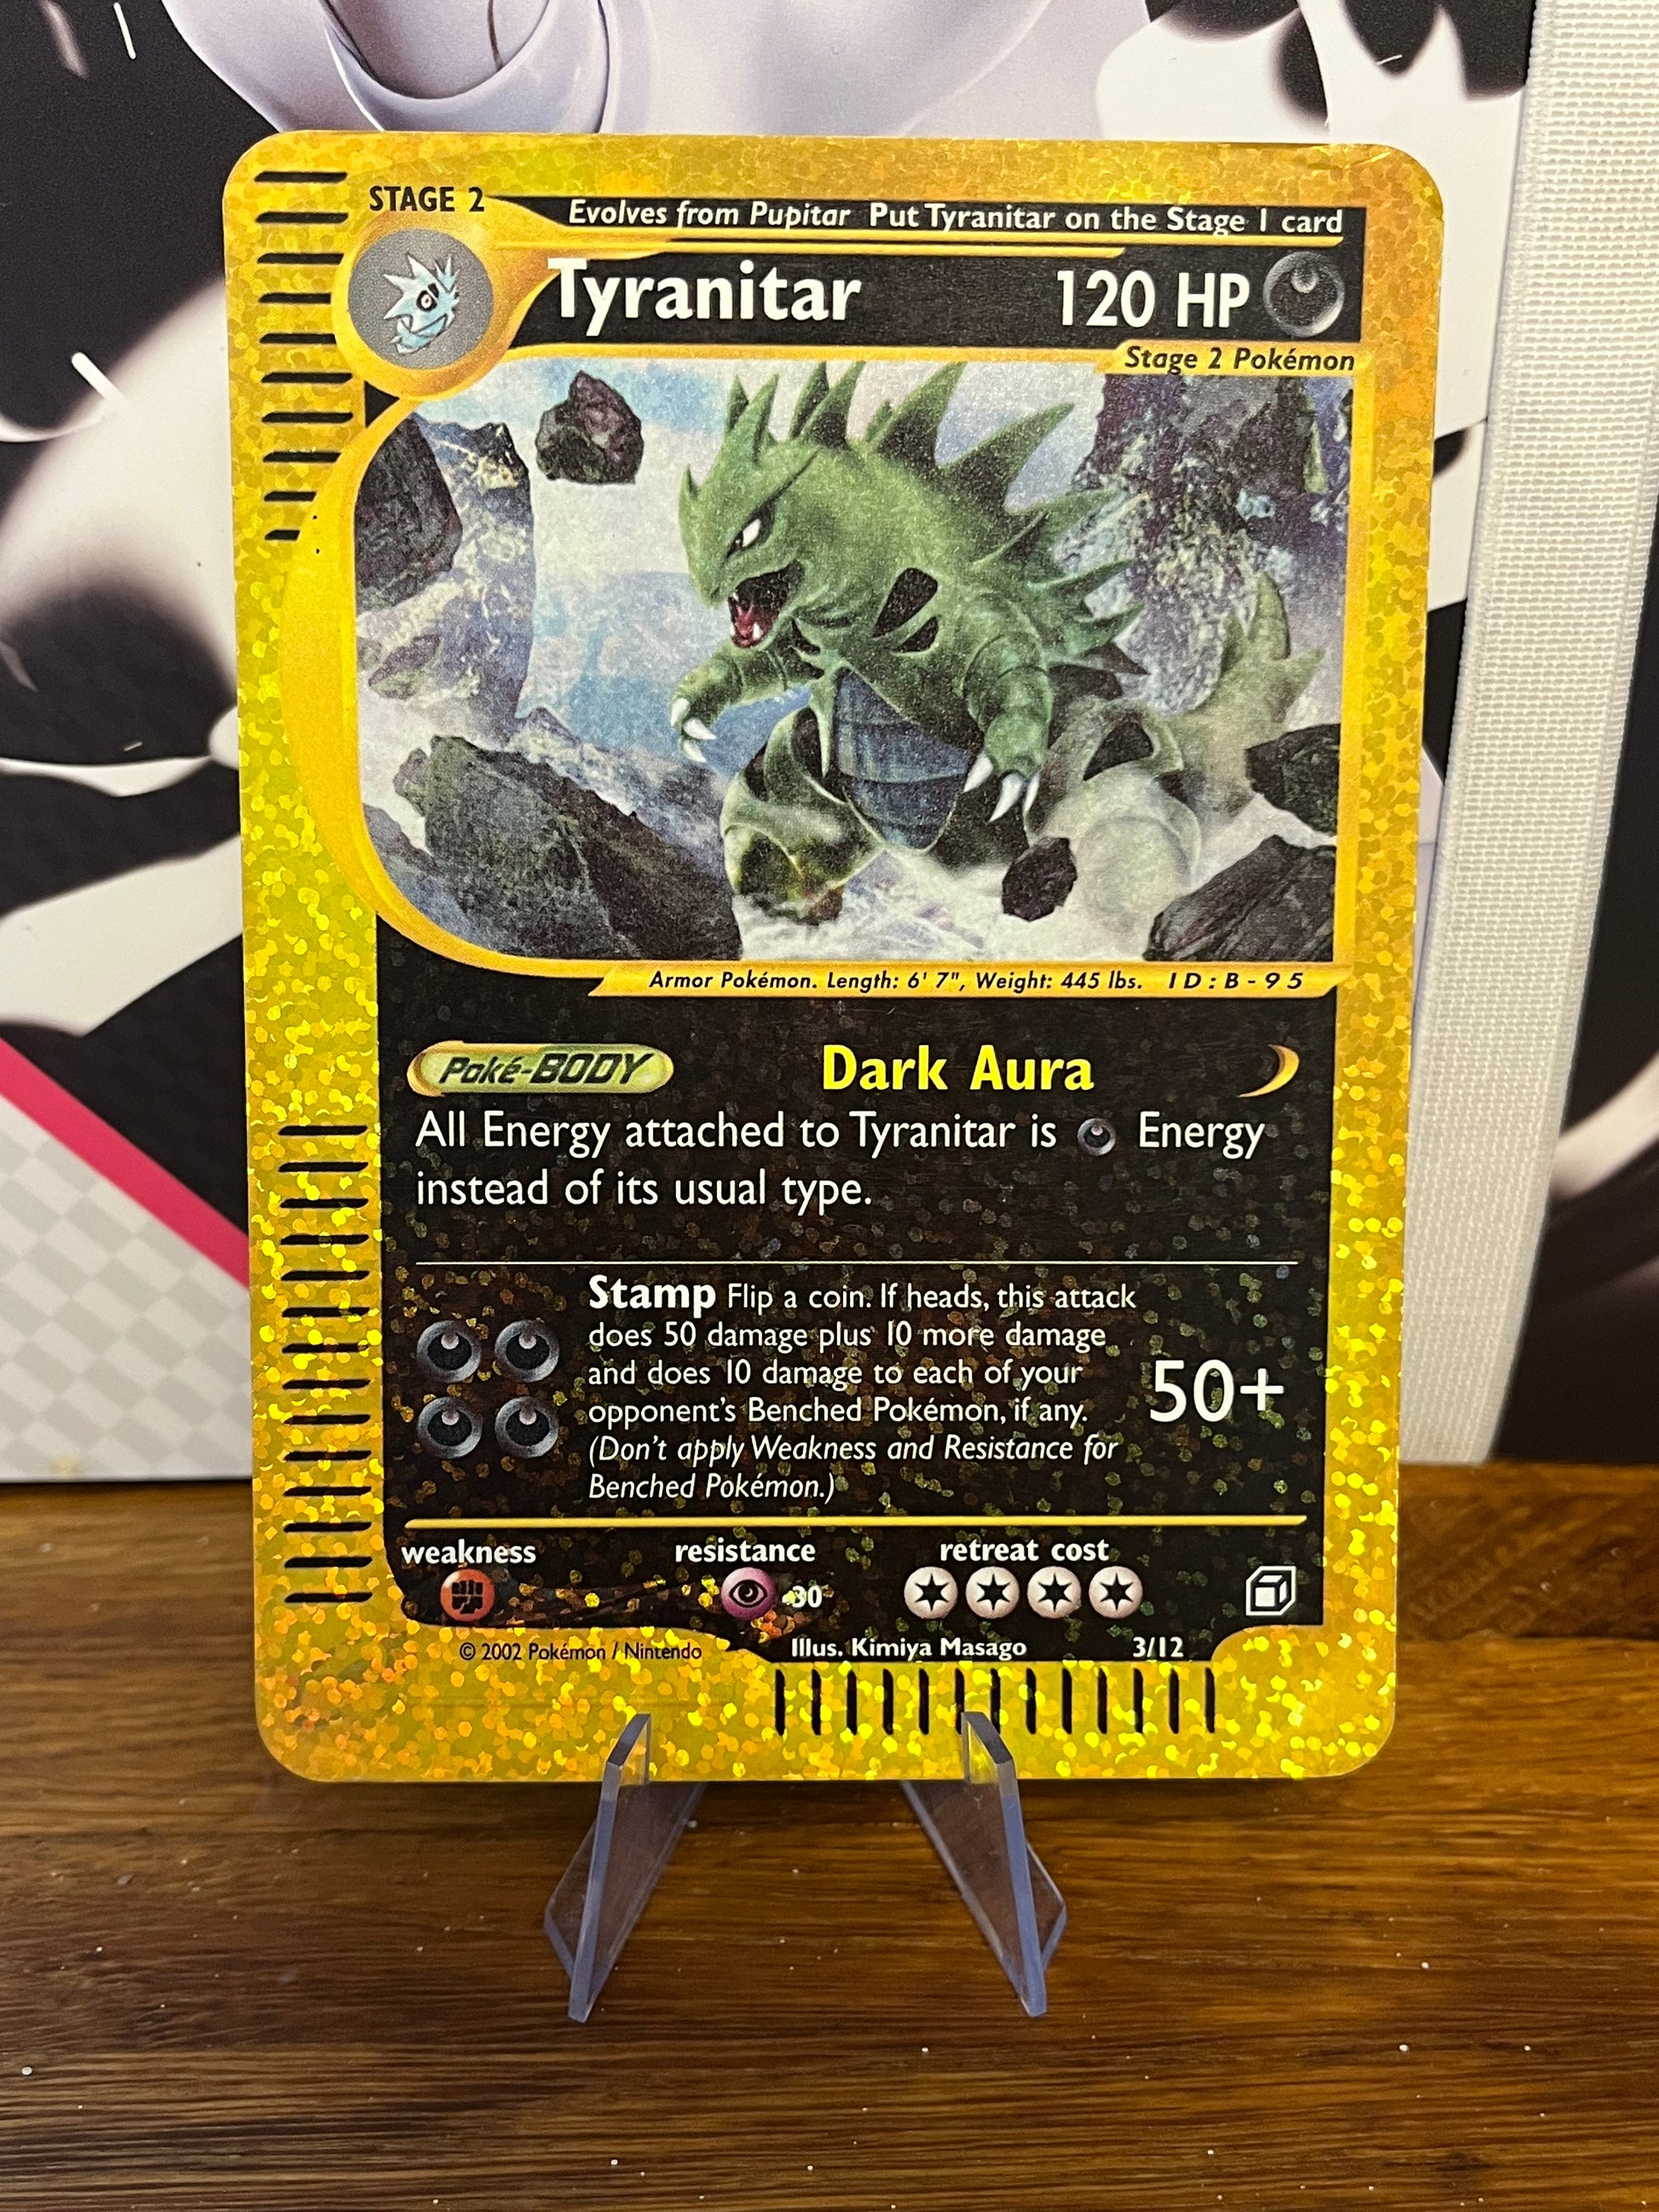 STAGE 2
Evolves from Pupitar Put Tyranitar on the Stage 1 card
Tyranitar 120 HP
Stage 2 Pokémon
Armor Pokémon. Length: 6' 7", Weight: 445 lbs. ID:B-95
Poké-BODY Dark Aura
All Energy attached to Tyranitar is Energy
instead of its usual type.
Stamp Flip a coin. If heads, this attack
does 50 damage plus 10 more damage
and does 10 damage to each of your
opponent's Benched Pokémon, if any.
(Don't apply Weakness and Resistance for
Benched Pokémon.)
50+
weakness resistance retreat cost
-30
© 2002 Pokémon / Nintendo Illus. Kimiya Masago 3/12